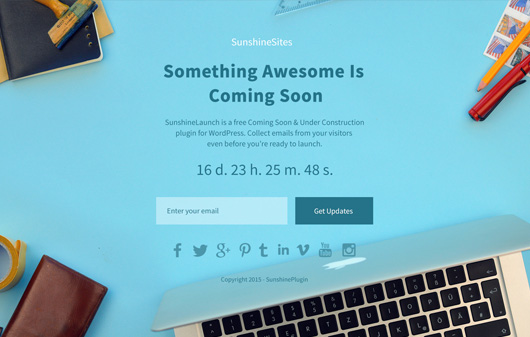 SunshineSites
Something Awesome Is
Coming Soon
SunshineLaunch is a free Coming Soon & Under Construction
plugin for WordPress. Collect emails from your visitors
even before you're ready to launch.
16 d. 23 h. 25 m. 48 s.
Enter your email
Get Updates
Copyright 2015 - SunshinePlugin